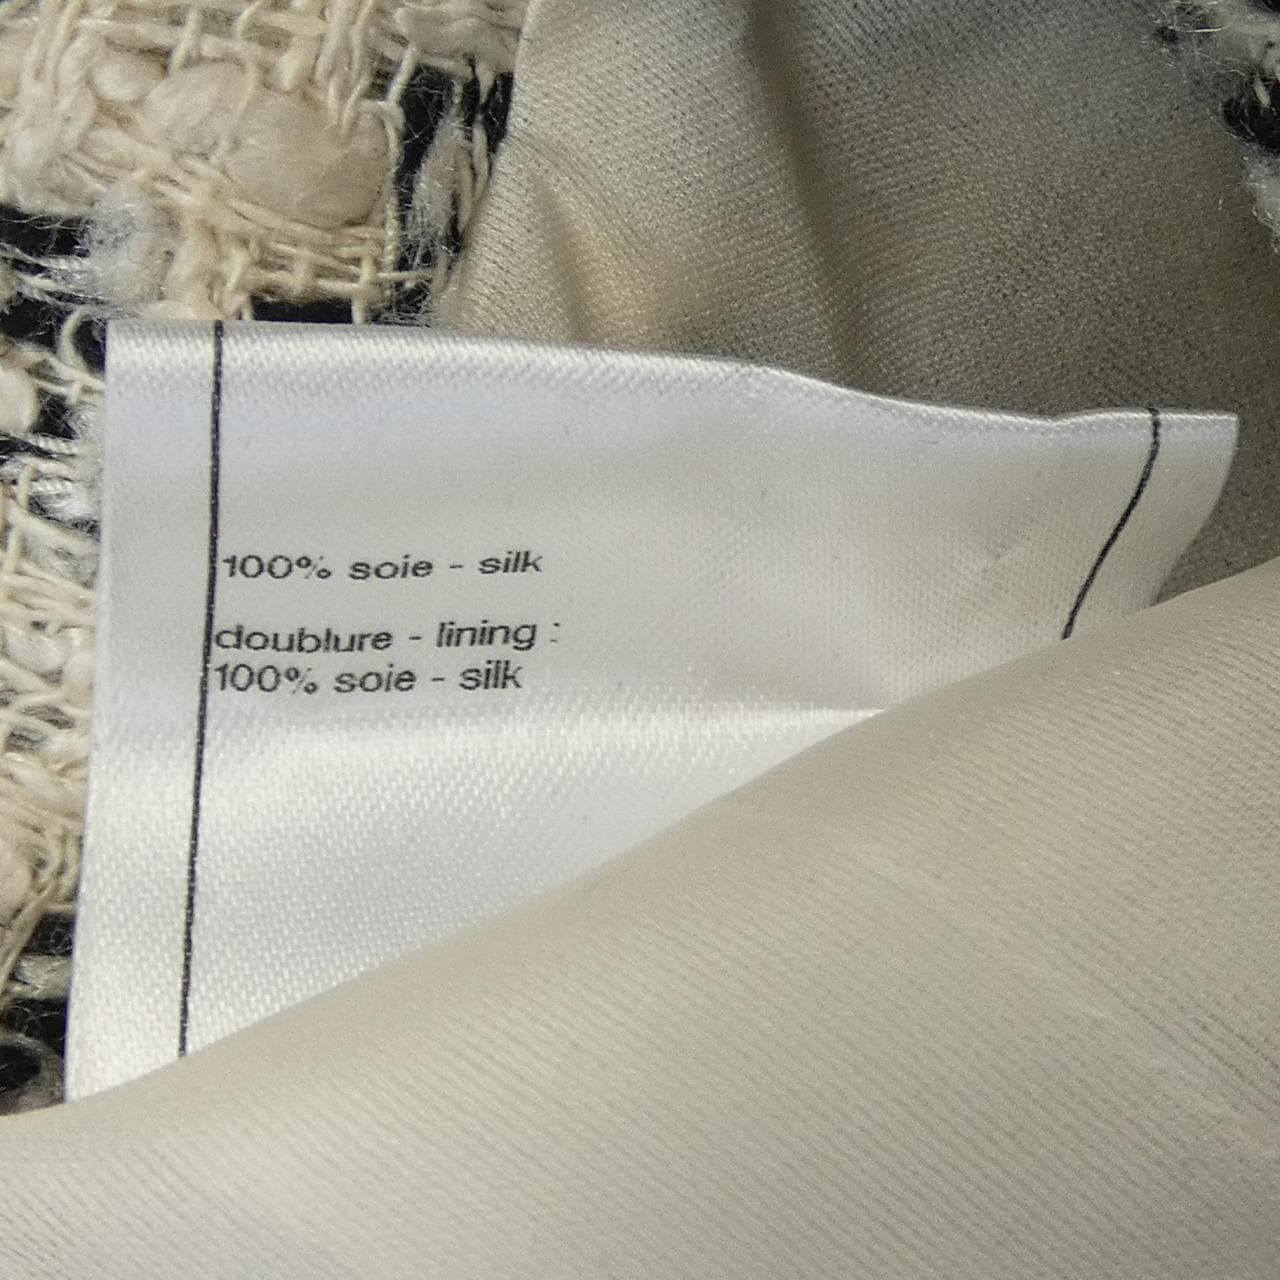 100% soie - silk
doublure - lining :
100% soie - silk